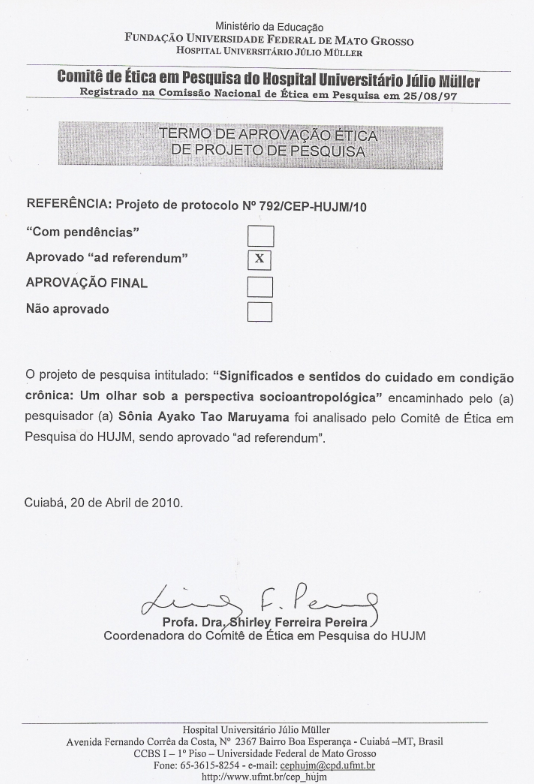 Ministério da Educação
FUNDAÇÃO UNIVERSIDADE FEDERAL DE MATO GROSSO
HOSPITAL UNIVERSITÁRIO JÚLIO MÜLLER
Comitê de Ética em Pesquisa do Hospital Universitário Júlio Müller
Registrado na Comissão Nacional de Ética em Pesquisa em 25/08/97
TERMO DE APROVAÇÃO ÉTICA
DE PROJETO DE PESQUISA
REFERÊNCIA: Projeto de protocolo Nº 792/CEP-HUJM/10
“Com pendências”
Aprovado “ad referendum” X
APROVAÇÃO FINAL
Não aprovado
O projeto de pesquisa intitulado: “Significados e sentidos do cuidado em condição
crônica: Um olhar sob a perspectiva socioantropológica” encaminhado pelo (a)
pesquisador (a) Sônia Ayako Tao Maruyama foi analisado pelo Comitê de Ética em
Pesquisa do HUJM, sendo aprovado “ad referendum”.
Cuiabá, 20 de Abril de 2010.
Profa. Dra. Shirley Ferreira Pereira
Coordenadora do Comitê de Ética em Pesquisa do HUJM
Hospital Universitário Júlio Müller
Avenida Fernando Corrêa da Costa, Nº 2367 Bairro Boa Esperança - Cuiabá –MT, Brasil
CCBS I – 1º Piso – Universidade Federal de Mato Grosso
Fone: 65-3615-8254 - e-mail: cephujm@cpd.ufmt.br
http://www.ufmt.br/cep_hujm